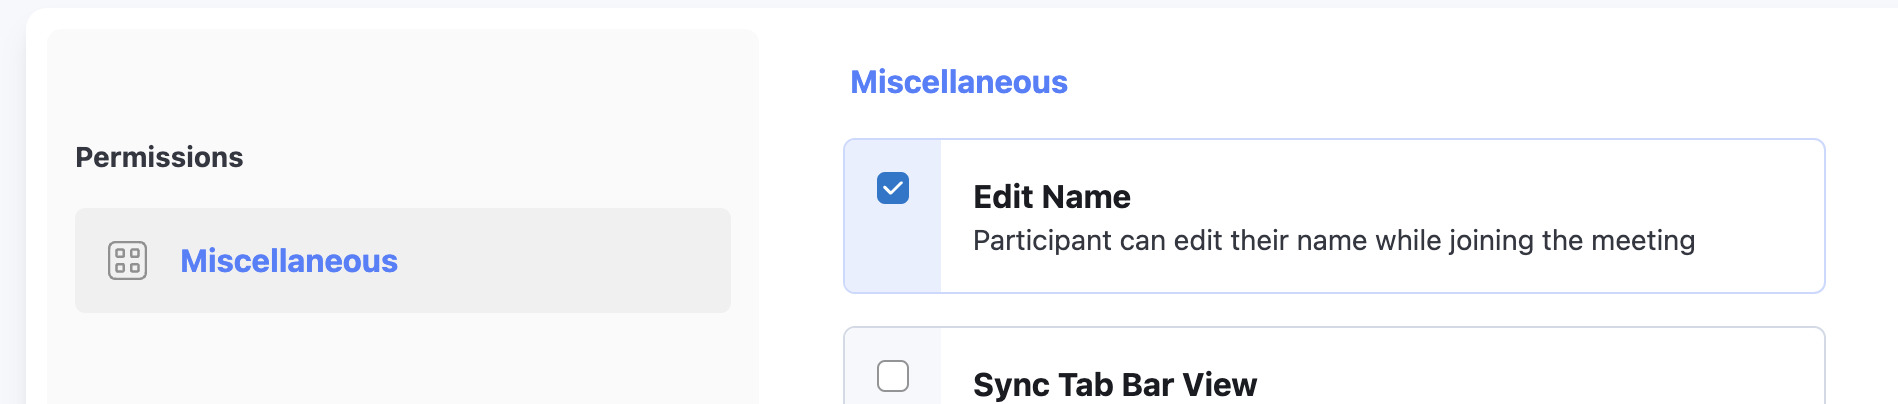 Permissions
Miscellaneous
Miscellaneous
Edit Name
Participant can edit their name while joining the meeting
Sync Tab Bar View